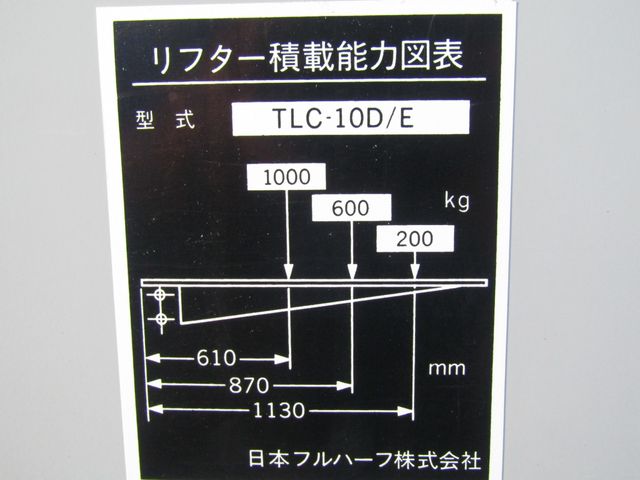 リフター積載能力図表
型式 TLC-10D/E
1000
600 kg
200
610 mm
870
1130
日本フルハーフ株式会社